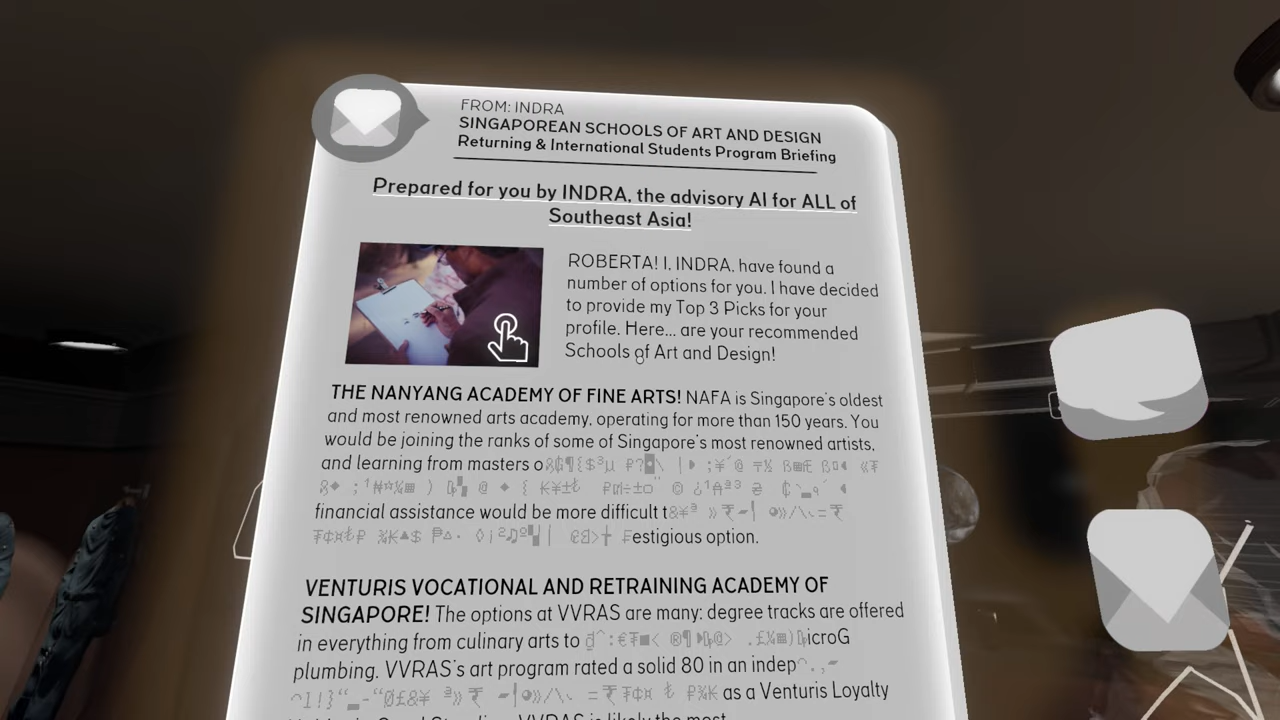 FROM: INDRA
SINGAPOREAN SCHOOLS OF ART AND DESIGN
Returning & International Students Program Briefing
Prepared for you by INDRA, the advisory AI for ALL of
Southeast Asia!
ROBERTA! I, INDRA, have found a
number of options for you. I have decided
to provide my Top 3 Picks for your
profile. Here... are your recommended
Schools of Art and Design!
THE NANYANG ACADEMY OF FINE ARTS! NAFA is Singapore's oldest
and most renowned arts academy, operating for more than 150 years. You
would be joining the ranks of some of Singapore's most renowned artists,
and learning from masters o
financial assistance would be more difficult t
estigious option.
VENTURIS VOCATIONAL AND RETRAINING ACADEMY OF
SINGAPORE! The options at VVRAS are many: degree tracks are offered
in everything from culinary arts to icroG
plumbing. VVRAS's art program rated a solid 80 in an indep
as a Venturis Loyalty
VVRAS is likely the most